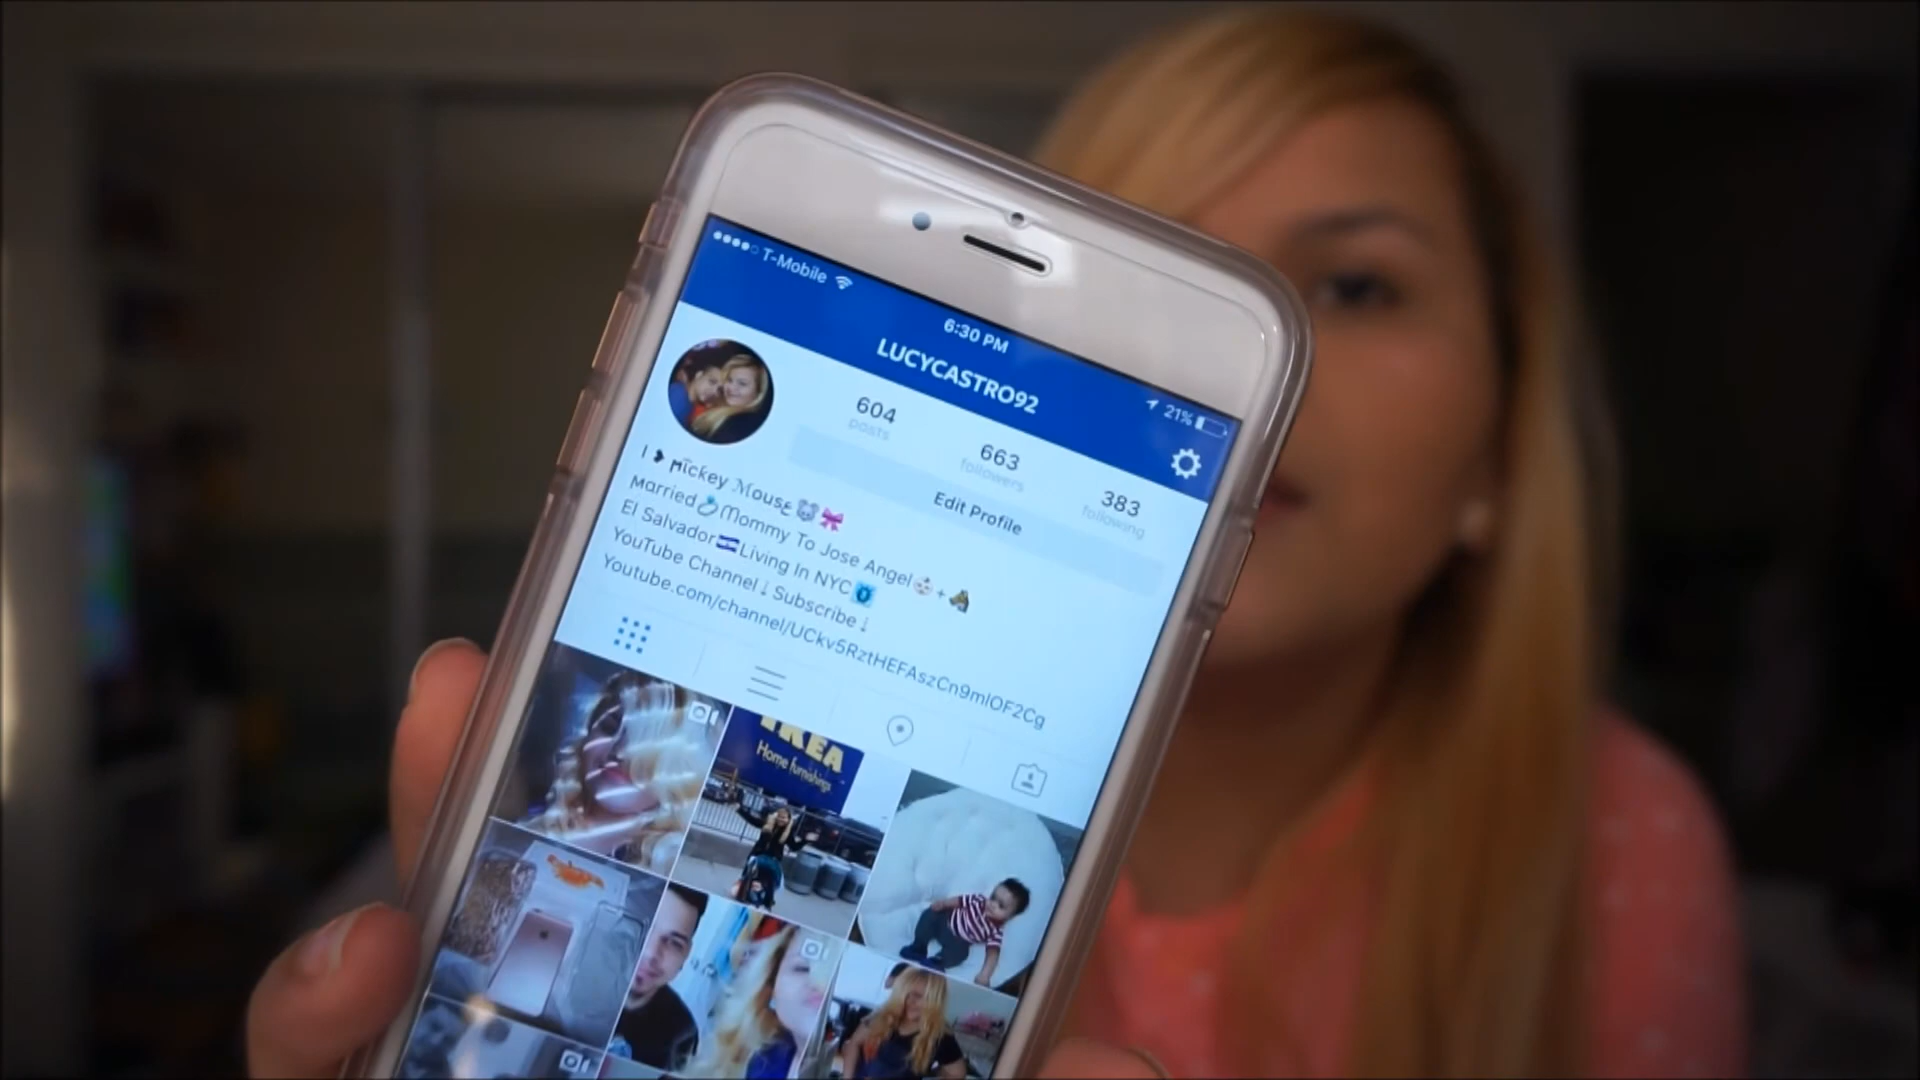 T-Mobile
6:30 PM
21%
LUCYCASTRO92
604 663 383
posts followers following
Edit Profile
I ❥ Mickey Mouse🐭🎀
Married💍Mommy To Jose Angel👶🏻+🐴
El Salvador🇸🇻Living In NYC🗽
YouTube Channel↓Subscribe↓
Youtube.com/channel/UCkv5RztHEFAszCn9mlOF2Cg
IKEA
Home furnishings